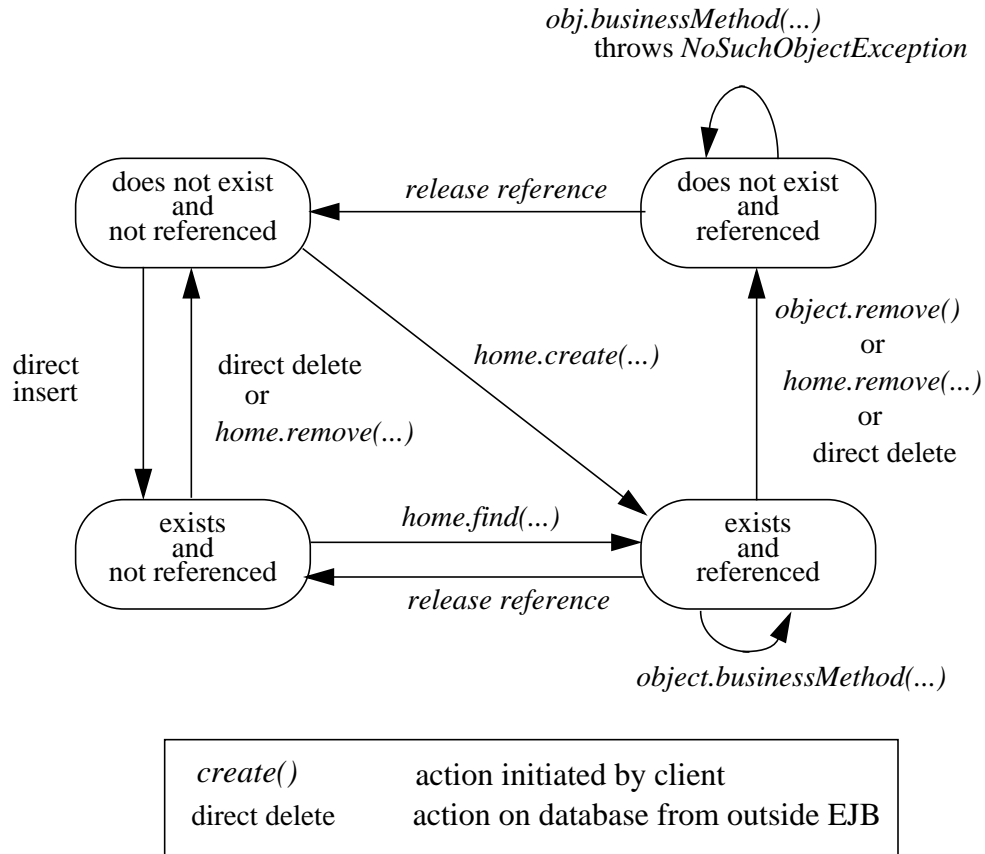 obj.businessMethod(...)
throws NoSuchObjectException
does not exist
and
not referenced
release reference
does not exist
and
referenced
direct
insert
direct delete
or
home.remove(...)
home.create(...)
object.remove()
or
home.remove(...)
or
direct delete
exists
and
not referenced
home.find(...)
release reference
exists
and
referenced
object.businessMethod(...)
create() action initiated by client
direct delete action on database from outside EJB